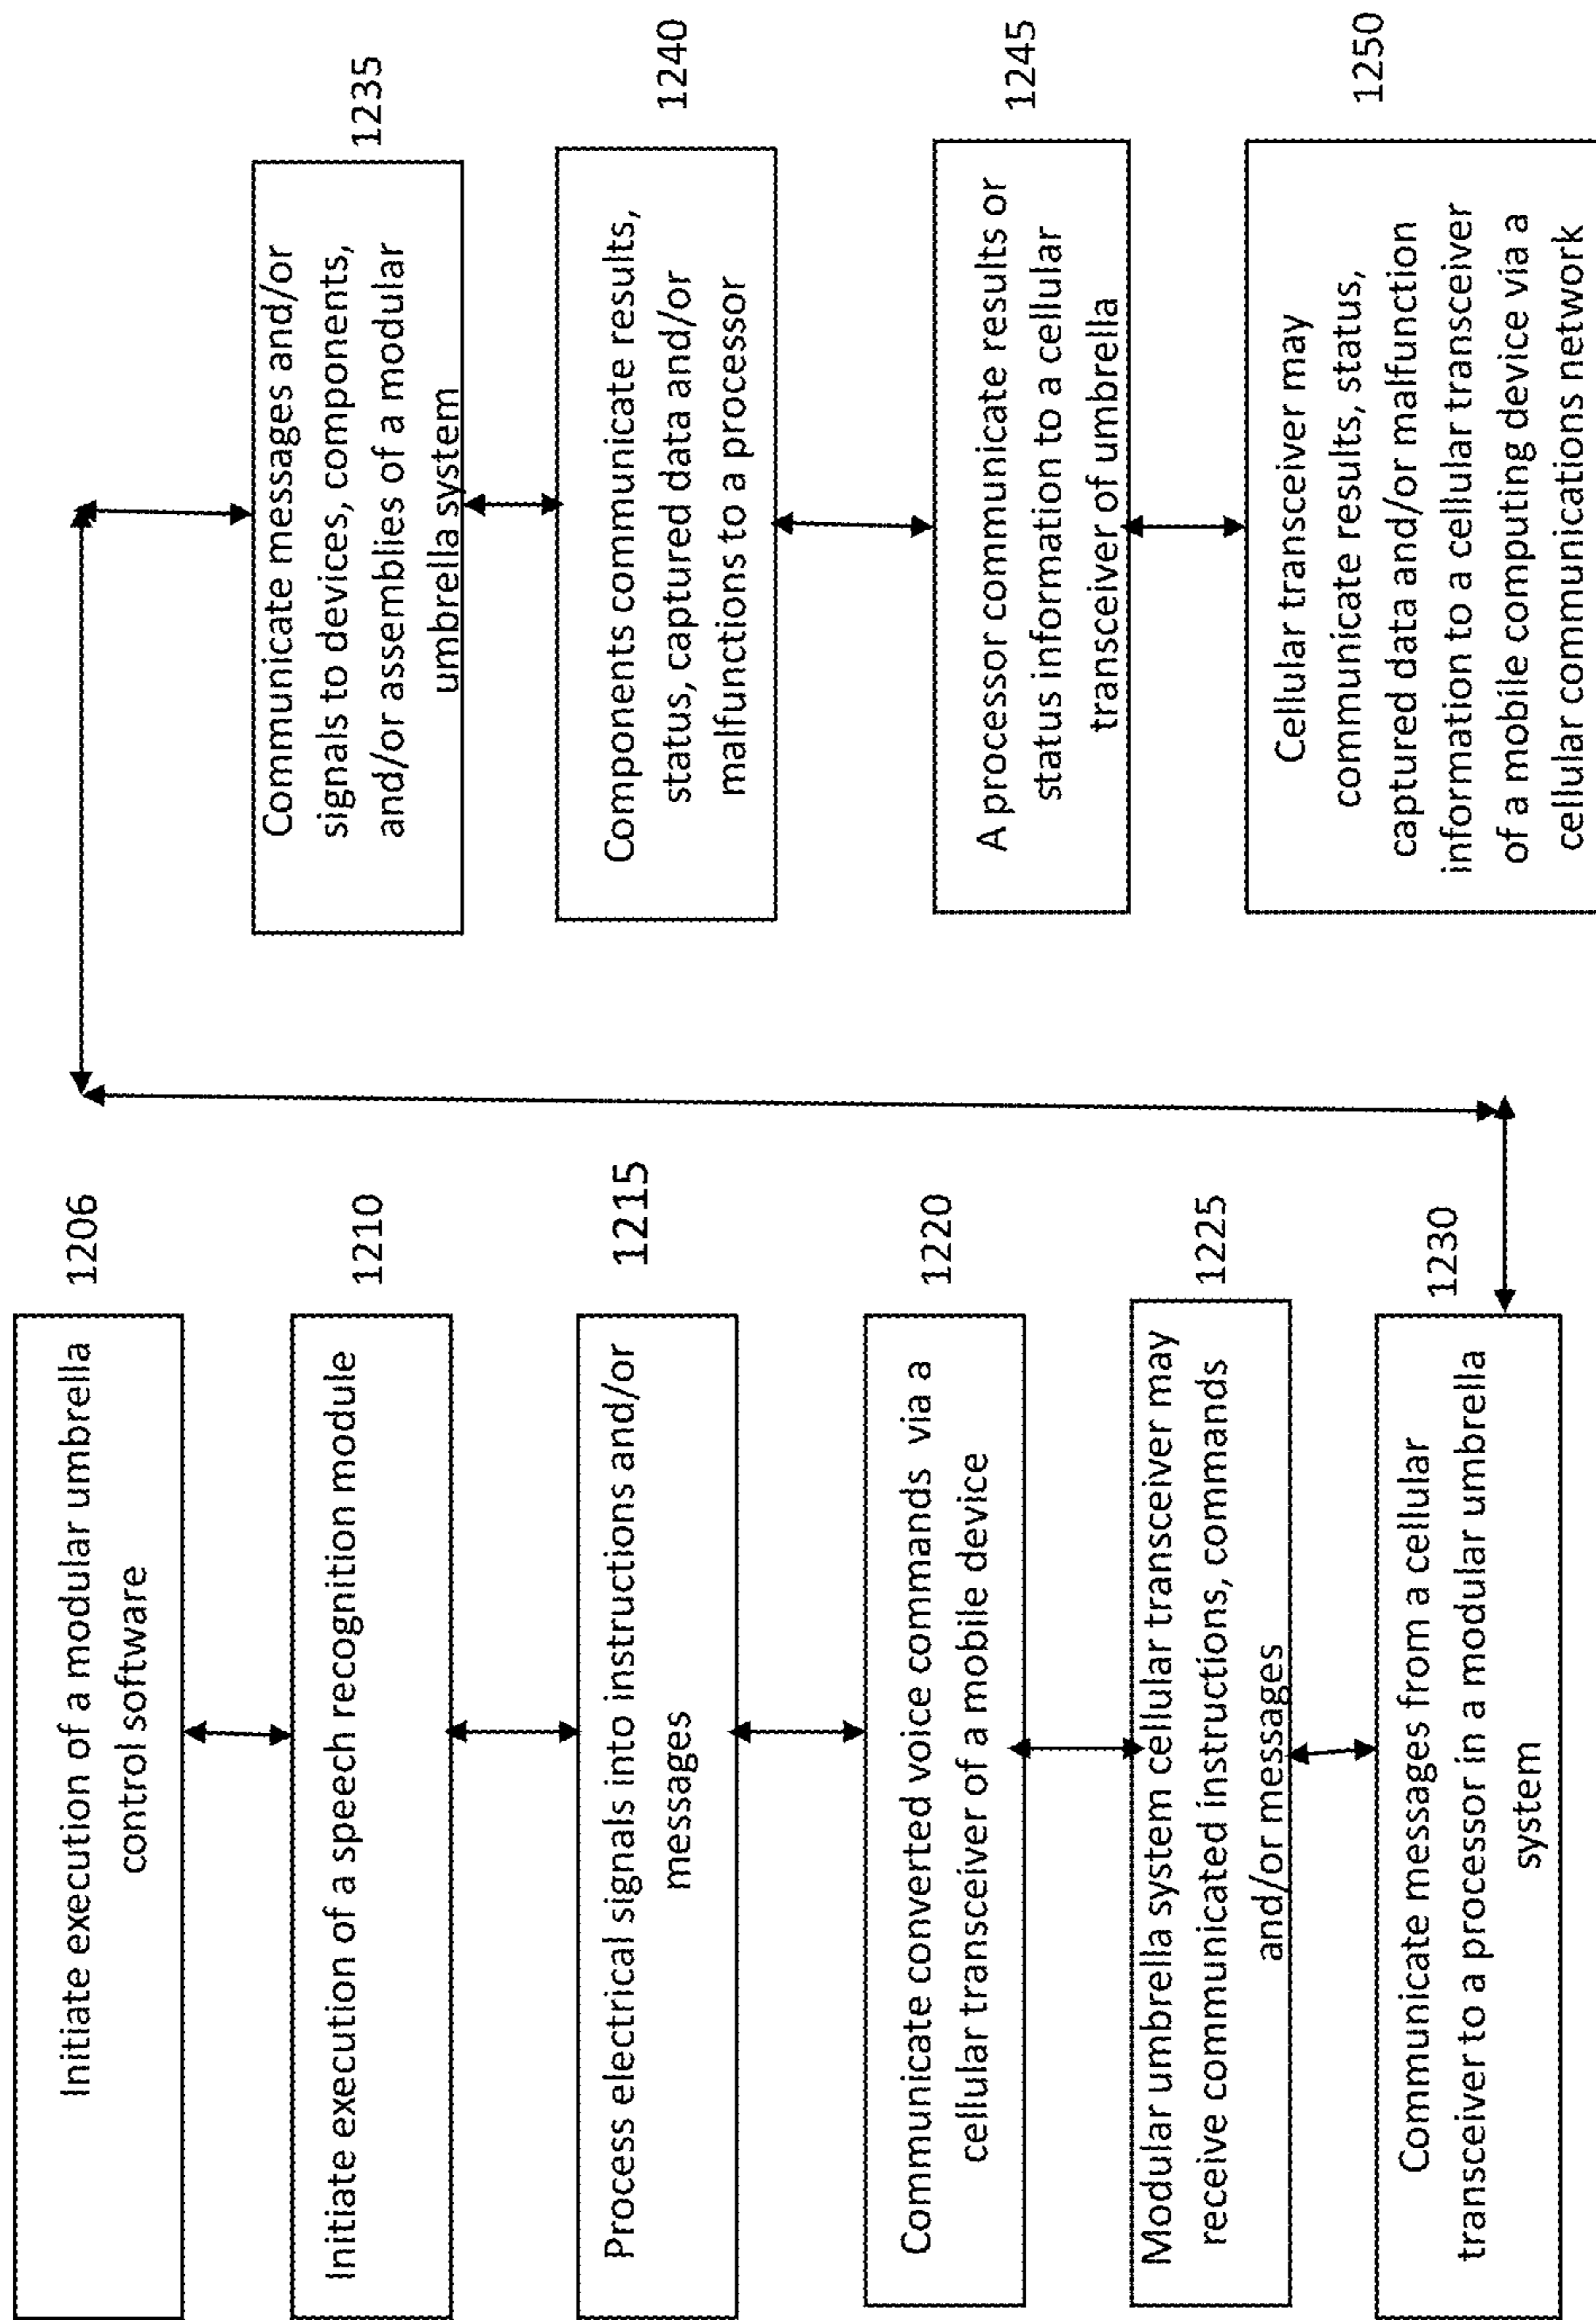 Initiate execution of a modular umbrella
control software
1206
Initiate execution of a speech recognition module
1210
Process electrical signals into instructions and/or
messages
1215
Communicate converted voice commands via a
cellular transceiver of a mobile device
1220
Modular umbrella system cellular transceiver may
receive communicated instructions, commands
and/or messages
1225
Communicate messages from a cellular
transceiver to a processor in a modular umbrella
system
1230
Communicate messages and/or
signals to devices, components,
and/or assemblies of a modular
umbrella system
1235
Components communicate results,
status, captured data and/or
malfunctions to a processor
1240
A processor communicate results or
status information to a cellular
transceiver of umbrella
1245
Cellular transceiver may
communicate results, status,
captured data and/or malfunction
information to a cellular transceiver
of a mobile computing device via a
cellular communications network
1250